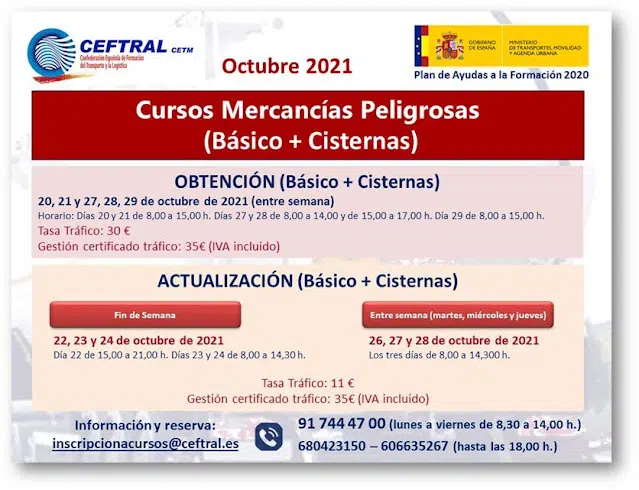 CEFTRAL CETM
Confederación Española de Formación
del Transporte y la Logística
Octubre 2021
GOBIERNO
DE ESPAÑA
MINISTERIO
DE TRANSPORTES, MOVILIDAD
Y AGENDA URBANA
Plan de Ayudas a la Formación 2020
Cursos Mercancías Peligrosas
(Básico + Cisternas)
OBTENCIÓN (Básico + Cisternas)
20, 21 y 27, 28, 29 de octubre de 2021 (entre semana)
Horario: Días 20 y 21 de 8,00 a 15,00 h. Días 27 y 28 de 8,00 a 14,00 y de 15,00 a 17,00 h. Día 29 de 8,00 a 15,00 h.
Tasa Tráfico: 30 €
Gestión certificado tráfico: 35€ (IVA incluido)
ACTUALIZACIÓN (Básico + Cisternas)
Fin de Semana
22, 23 y 24 de octubre de 2021
Día 22 de 15,00 a 21,00 h. Días 23 y 24 de 8,00 a 14,30 h.
Entre semana (martes, miércoles y jueves)
26, 27 y 28 de octubre de 2021
Los tres días de 8,00 a 14,300 h.
Tasa Tráfico: 11 €
Gestión certificado tráfico: 35€ (IVA incluido)
Información y reserva:
inscripcionacursos@ceftral.es
91 744 47 00 (lunes a viernes de 8,30 a 14,00 h.)
680423150 – 606635267 (hasta las 18,00 h.)